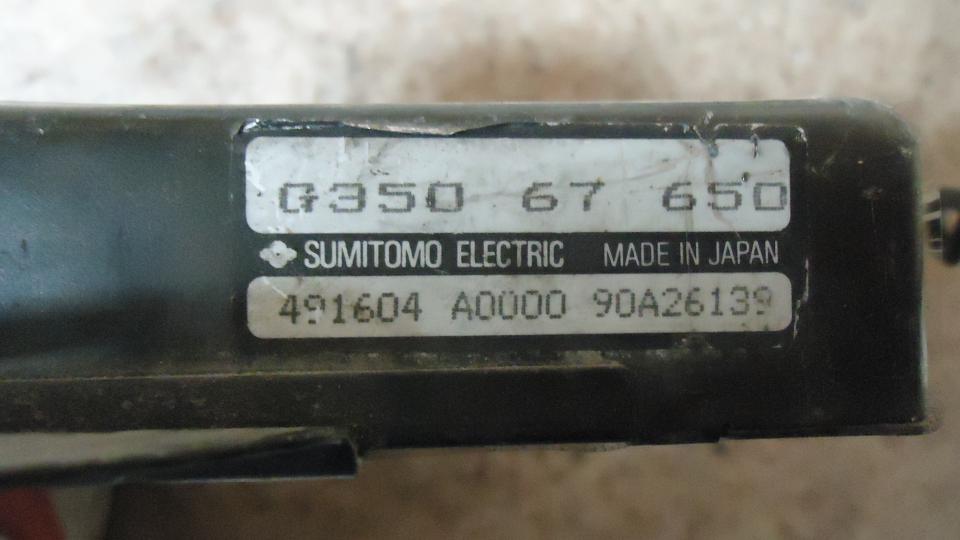 G350 67 650
SUMITOMO ELECTRIC MADE IN JAPAN
491604 A0000 90A26139